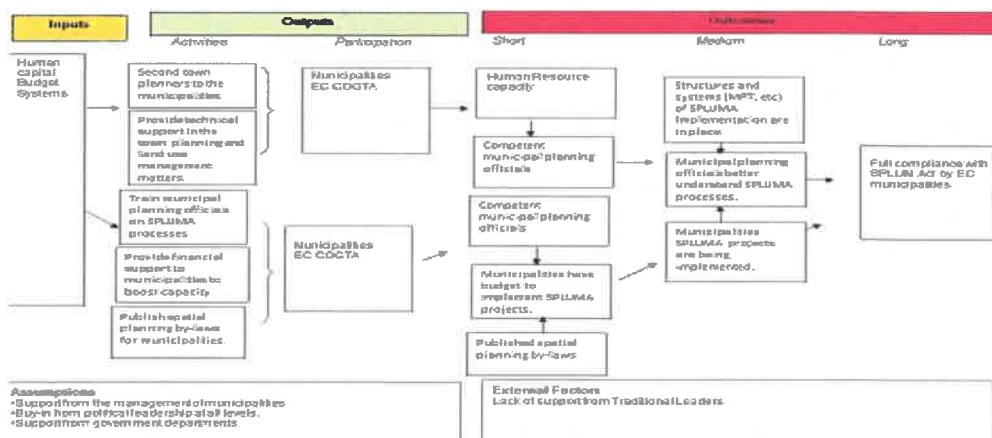 Inputs
Outputs
Outcomes
Activities
Participation
Short
Medium
Long
Human
capital
Budget
Systems
Second town
planners to the
municipalities
Provide technical
support in the
town planning and
land use
management
matters.
Train municipal
planning officials
on SPLUMA
processes
Provide financial
support to
municipalities to
boost capacity
Publish spatial
planning by-laws
for municipalities.
Municipalities
EC COGTA
Municipalities
EC COGTA
Human Resource
capacity
Competent
municipal planning
officials
Competent
municipal planning
officials
Municipalities have
budget to
implement SPLUMA
projects.
Published spatial
planning by-laws
Structures and
systems (MPT, etc)
of SPLUMA
Implementation are
in place
Municipal planning
officials better
understand SPLUMA
processes.
Municipalities
SPLUMA projects
are being
implemented.
Full compliance with
SPLUM Act by EC
municipalities
Assumptions
•Support from the management of municipalities
•Buy-in from political leadership at all levels.
•Support from government departments
External Factors
Lack of support from Traditional Leaders